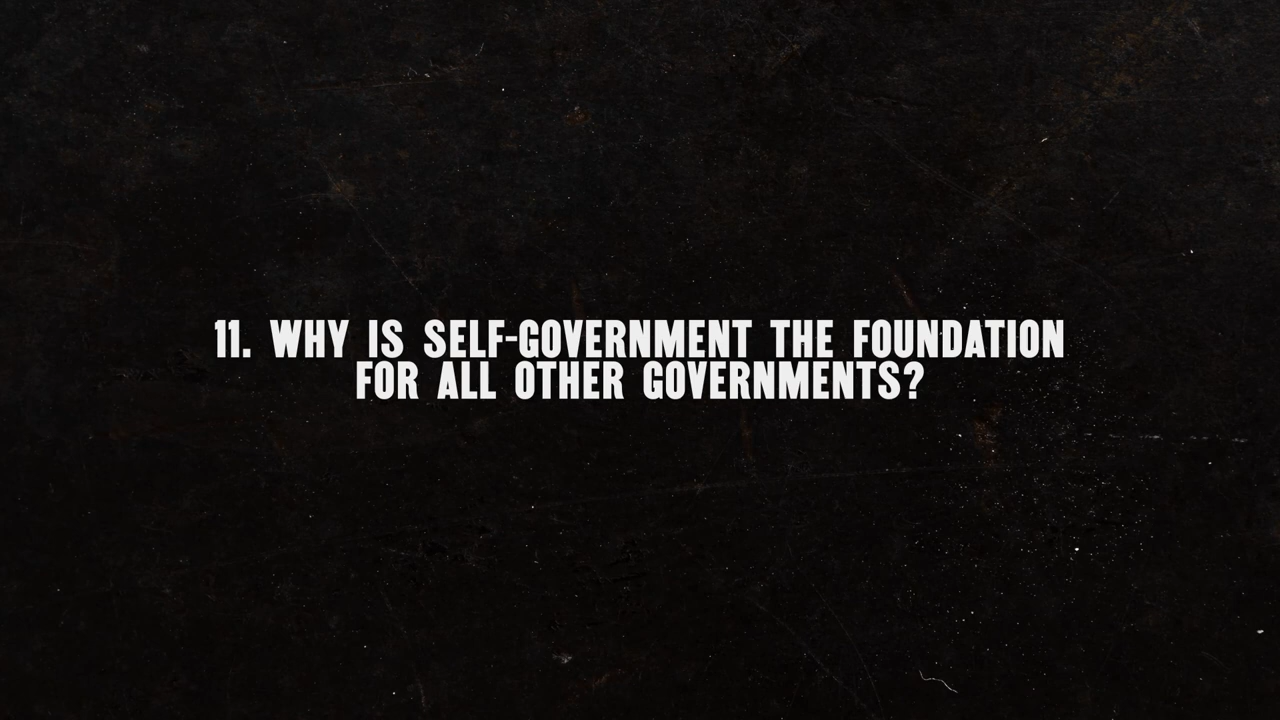 11. WHY IS SELF-GOVERNMENT THE FOUNDATION
FOR ALL OTHER GOVERNMENTS?